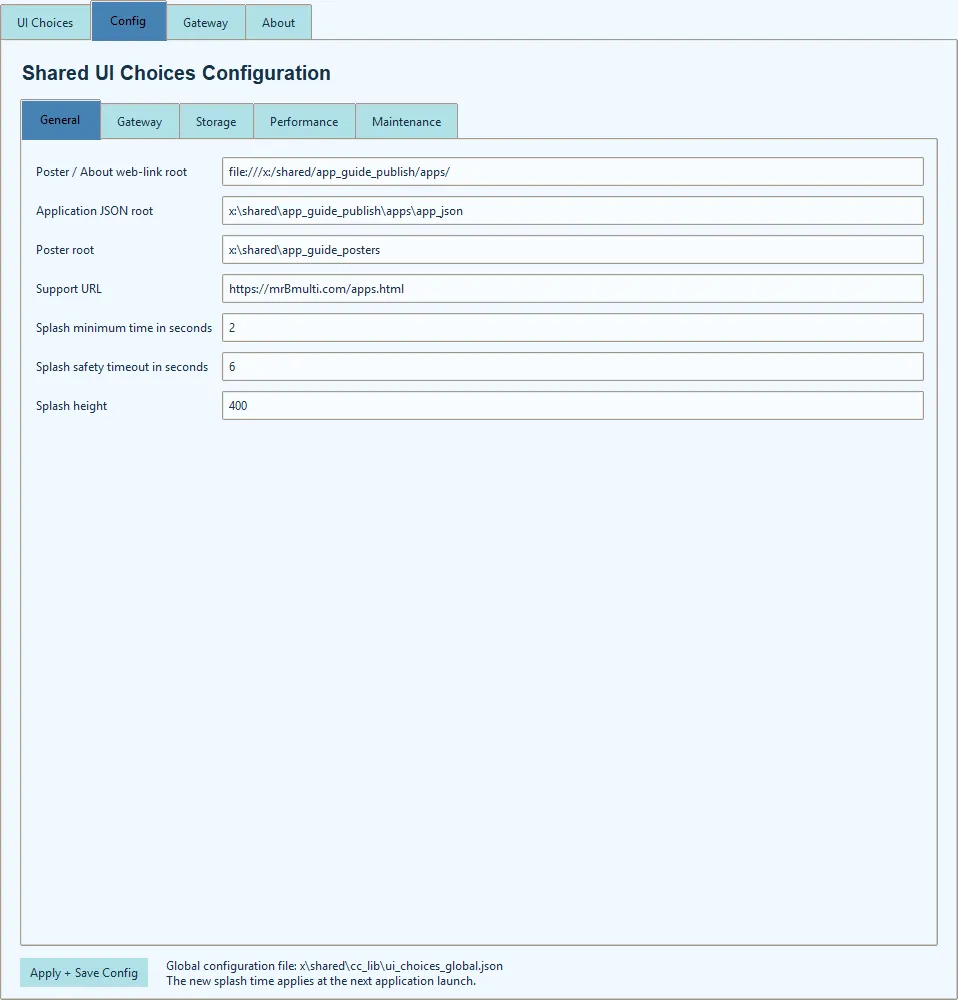 UI Choices Config Gateway About
Shared UI Choices Configuration
General Gateway Storage Performance Maintenance
Poster / About web-link root file:///x:/shared/app_guide_publish/apps/
Application JSON root x:\shared\app_guide_publish\apps\app_json
Poster root x:\shared\app_guide_posters
Support URL https://mrBmulti.com/apps.html
Splash minimum time in seconds 2
Splash safety timeout in seconds 6
Splash height 400
Apply + Save Config
Global configuration file: x\shared\cc_lib\ui_choices_global.json
The new splash time applies at the next application launch.